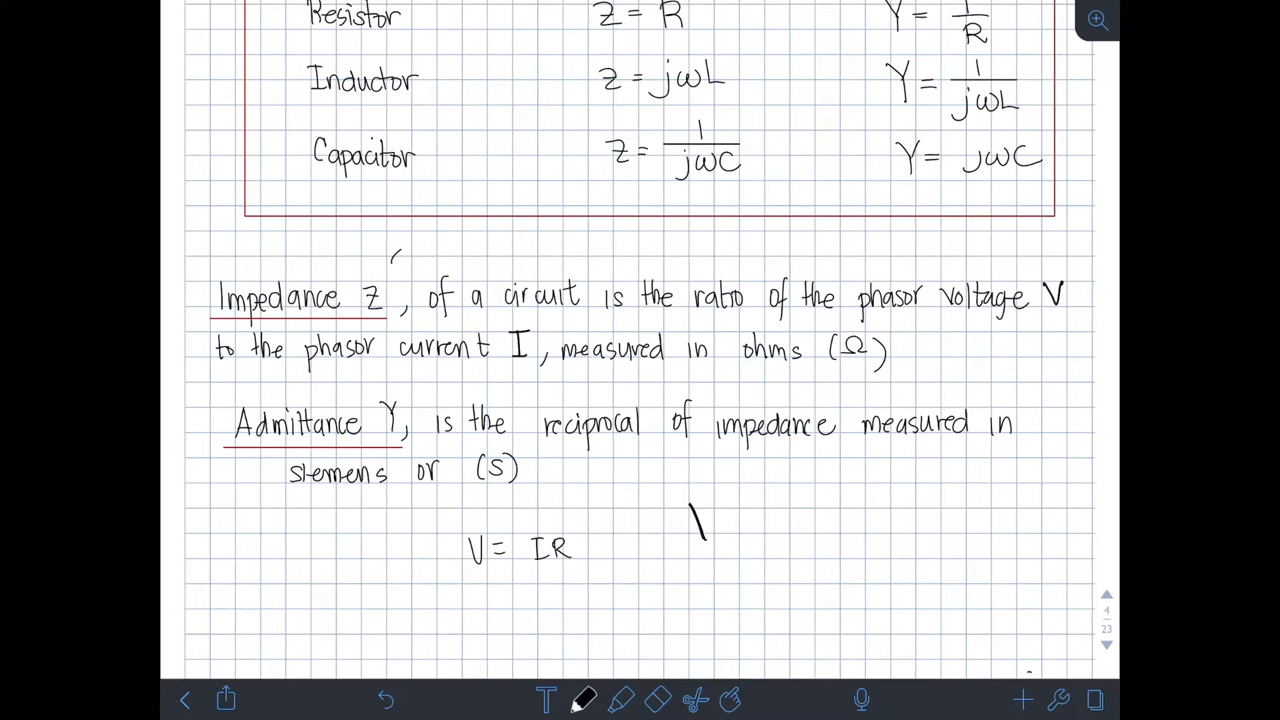 Resistor Z = R Y = 1/R
Inductor Z = jωL Y = 1/jωL
Capacitor Z = 1/jωC Y = jωC
Impedance Z, of a circuit is the ratio of the phasor voltage V
to the phasor current I, measured in ohms (Ω)
Admittance Y, is the reciprocal of impedance measured in
siemens or (S)
V = IR
4
23
T